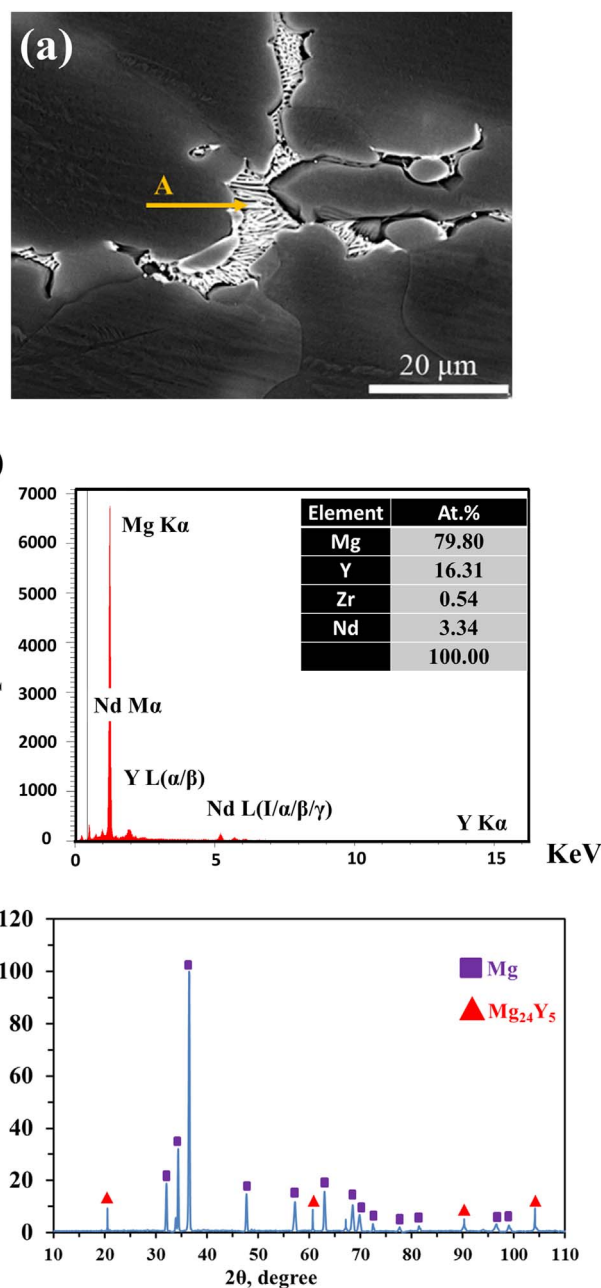 (a)
A
20 µm
)
7000
6000
5000
4000
3000
2000
1000
0
Mg Kα
Nd Mα
Y L(α/β)
Nd L(I/α/β/γ)
Y Kα
Element At.%
Mg 79.80
Y 16.31
Zr 0.54
Nd 3.34
100.00
0 5 10 15 KeV
120
100
80
60
40
20
0
Mg
Mg24Y5
10 20 30 40 50 60 70 80 90 100 110
2θ, degree